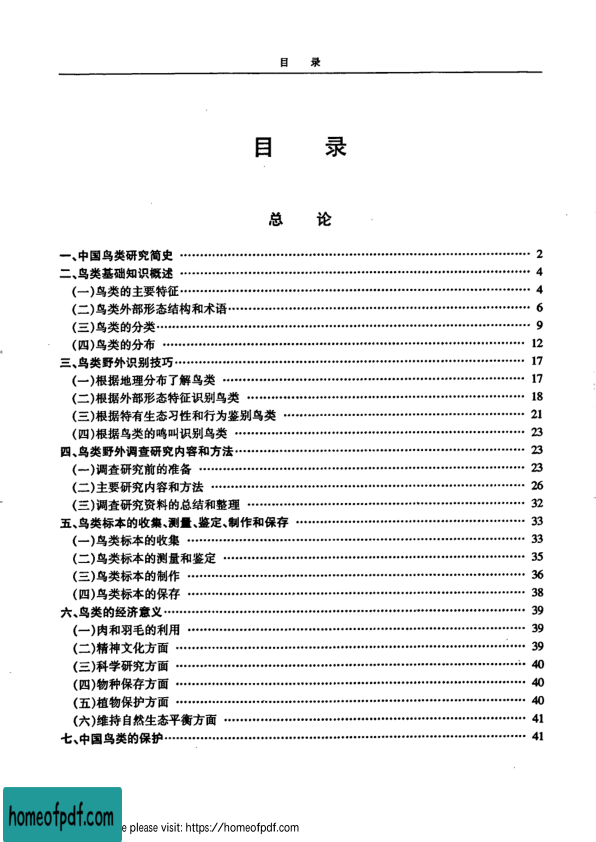 目 录
目 录
总 论
一、中国鸟类研究简史 …… 2
二、鸟类基础知识概述 …… 4
(一)鸟类的主要特征 …… 4
(二)鸟类外部形态结构和术语 …… 6
(三)鸟类的分类 …… 9
(四)鸟类的分布 …… 12
三、鸟类野外识别技巧 …… 17
(一)根据地理分布了解鸟类 …… 17
(二)根据外部形态特征识别鸟类 …… 18
(三)根据特有生态习性和行为鉴别鸟类 …… 21
(四)根据鸟类的鸣叫识别鸟类 …… 23
四、鸟类野外调查研究内容和方法 …… 23
(一)调查研究前的准备 …… 23
(二)主要研究内容和方法 …… 26
(三)调查研究资料的总结和整理 …… 32
五、鸟类标本的收集、测量、鉴定、制作和保存 …… 33
(一)鸟类标本的收集 …… 33
(二)鸟类标本的测量和鉴定 …… 35
(三)鸟类标本的制作 …… 36
(四)鸟类标本的保存 …… 38
六、鸟类的经济意义 …… 39
(一)肉和羽毛的利用 …… 39
(二)精神文化方面 …… 39
(三)科学研究方面 …… 40
(四)物种保存方面 …… 40
(五)植物保护方面 …… 40
(六)维持自然生态平衡方面 …… 41
七、中国鸟类的保护 …… 41
homeofpdf.com
e please visit: https://homeofpdf.com